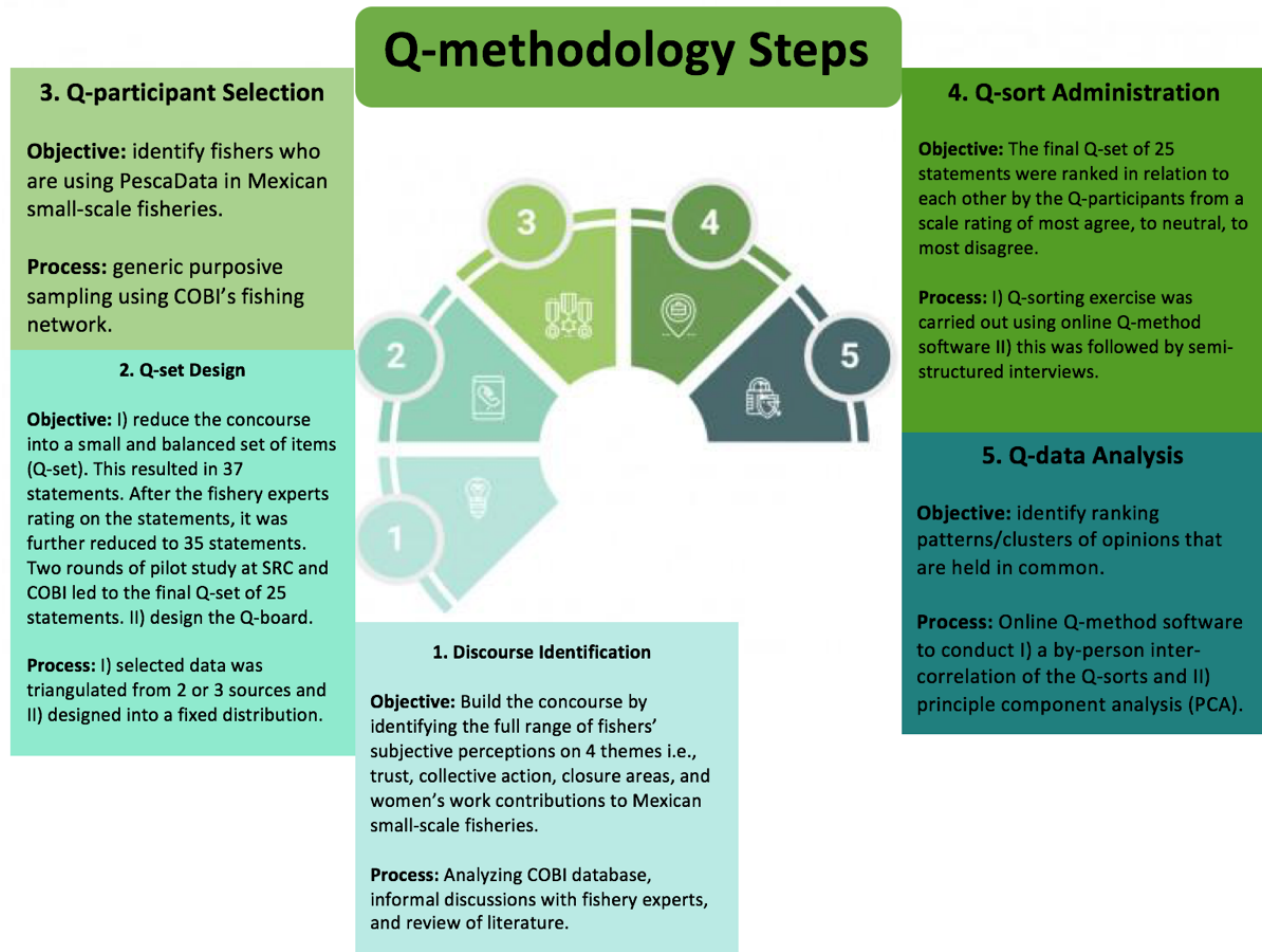 Q-methodology Steps
3. Q-participant Selection
Objective: identify fishers who
are using PescaData in Mexican
small-scale fisheries.
Process: generic purposive
sampling using COBI's fishing
network.
2. Q-set Design
Objective: I) reduce the concourse
into a small and balanced set of items
(Q-set). This resulted in 37
statements. After the fishery experts
rating on the statements, it was
further reduced to 35 statements.
Two rounds of pilot study at SRC and
COBI led to the final Q-set of 25
statements. II) design the Q-board.
Process: I) selected data was
triangulated from 2 or 3 sources and
II) designed into a fixed distribution.
1
2
3
4
5
1. Discourse Identification
Objective: Build the concourse by
identifying the full range of fishers'
subjective perceptions on 4 themes i.e.,
trust, collective action, closure areas, and
women's work contributions to Mexican
small-scale fisheries.
Process: Analyzing COBI database,
informal discussions with fishery experts,
and review of literature.
4. Q-sort Administration
Objective: The final Q-set of 25
statements were ranked in relation to
each other by the Q-participants from a
scale rating of most agree, to neutral, to
most disagree.
Process: I) Q-sorting exercise was
carried out using online Q-method
software II) this was followed by semi-
structured interviews.
5. Q-data Analysis
Objective: identify ranking
patterns/clusters of opinions that
are held in common.
Process: Online Q-method software
to conduct I) a by-person inter-
correlation of the Q-sorts and II)
principle component analysis (PCA).